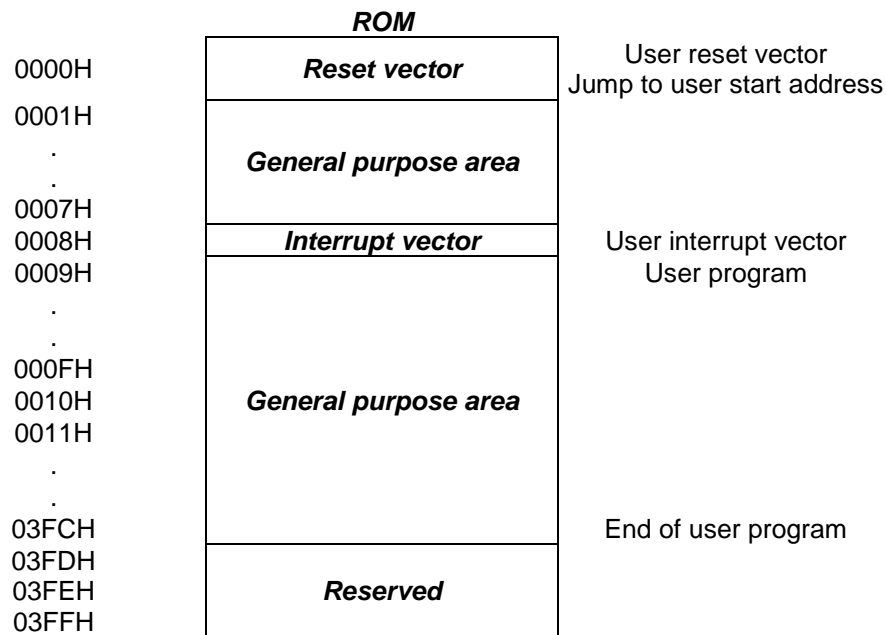 ROM
0000H Reset vector User reset vector
Jump to user start address
0001H
.
General purpose area
.
0007H
0008H Interrupt vector User interrupt vector
0009H User program
.
.
000FH
0010H General purpose area
0011H
.
.
03FCH End of user program
03FDH
03FEH Reserved
03FFH